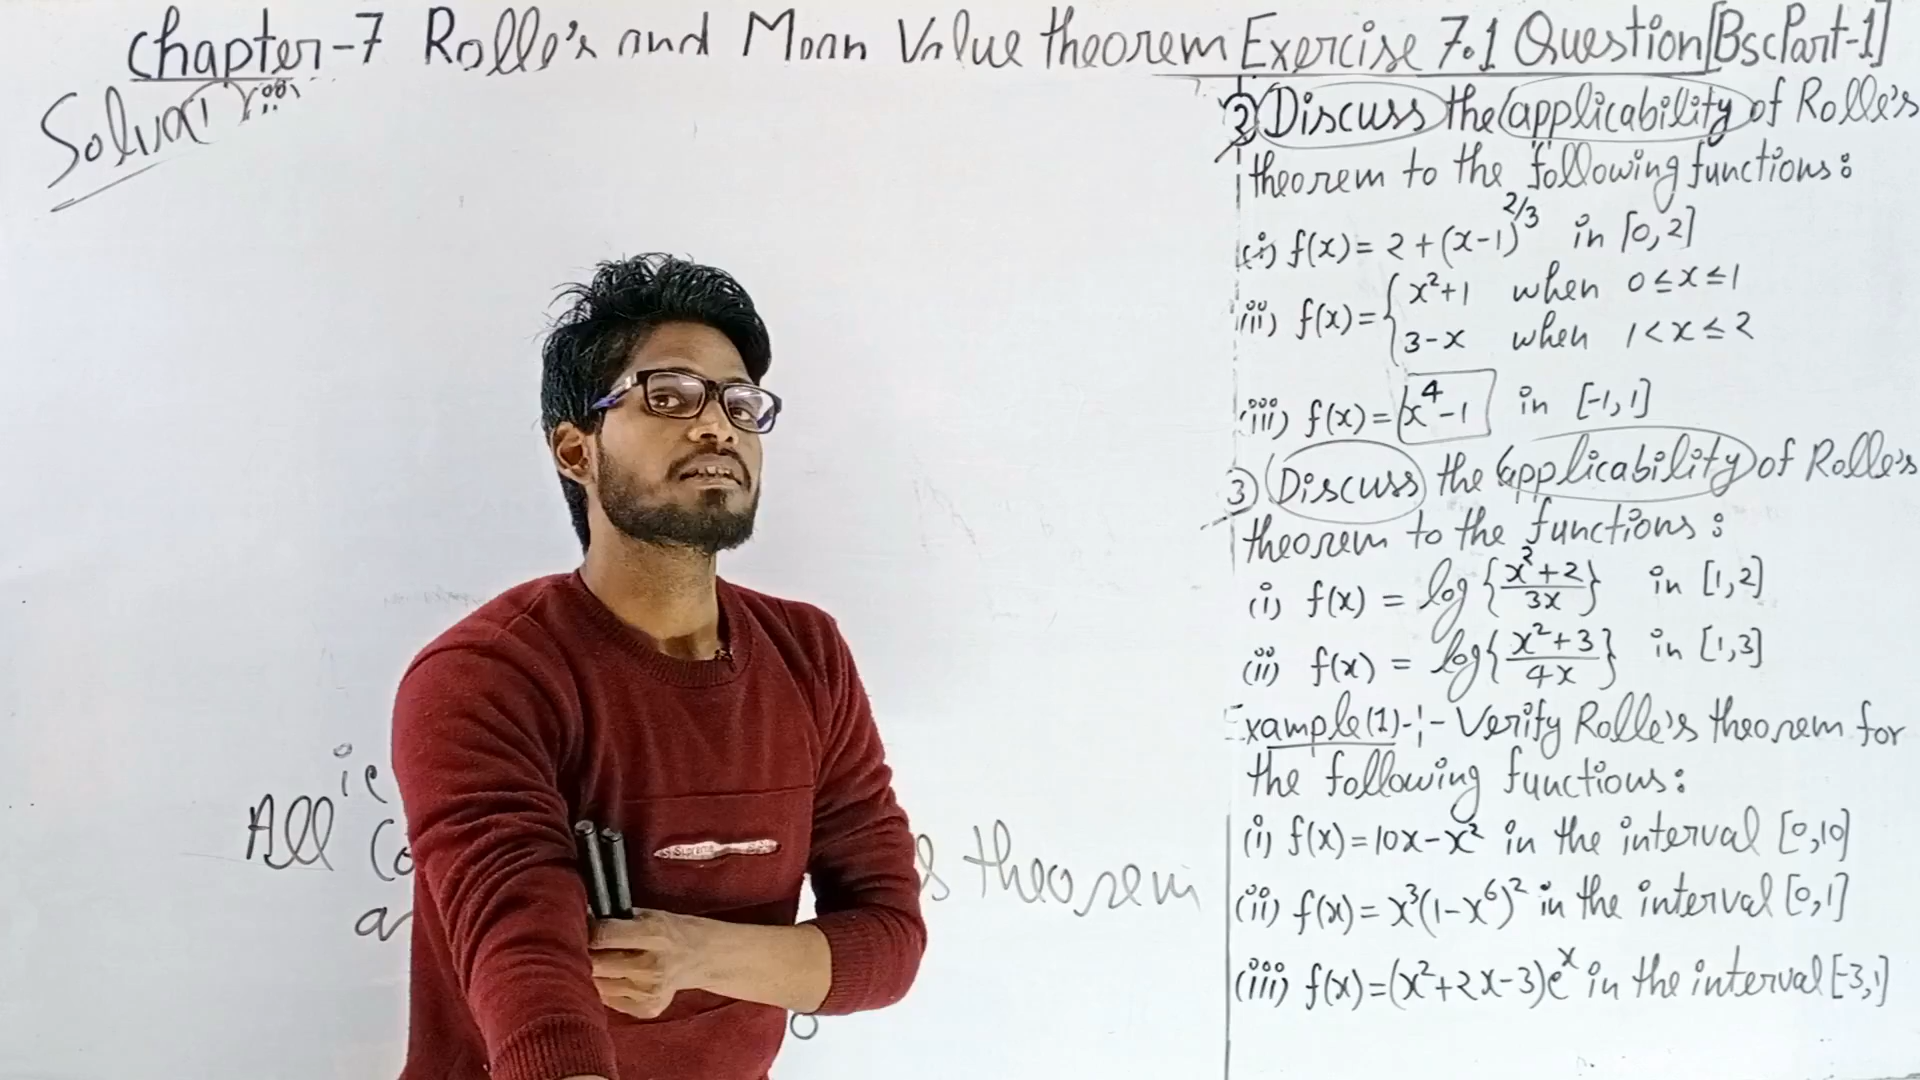 Chapter-7 Rolle's and Mean Value theorem Exercise 7.1 Question [Bsc Part-1]
2) Discuss the applicability of Rolle's
theorem to the following functions:
(i) f(x) = 2 + (x-1)^2/3 in [0,2]
(ii) f(x) = { x²+1 when 0≤x≤1
3-x when 1<x≤2
(iii) f(x) = x⁴-1 in [-1,1]
3) Discuss the applicability of Rolle's
theorem to the functions:
(i) f(x) = log {x²+2 / 3x} in [1,2]
(ii) f(x) = log {x²+3 / 4x} in [1,3]
Example (1) -:- Verify Rolle's theorem for
the following functions:
(i) f(x) = 10x-x² in the interval [0,10]
(ii) f(x) = x³(1-x⁶)² in the interval [0,1]
(iii) f(x) = (x²+2x-3)eˣ in the interval [-3,1]
ie
All
theorem
Supreme